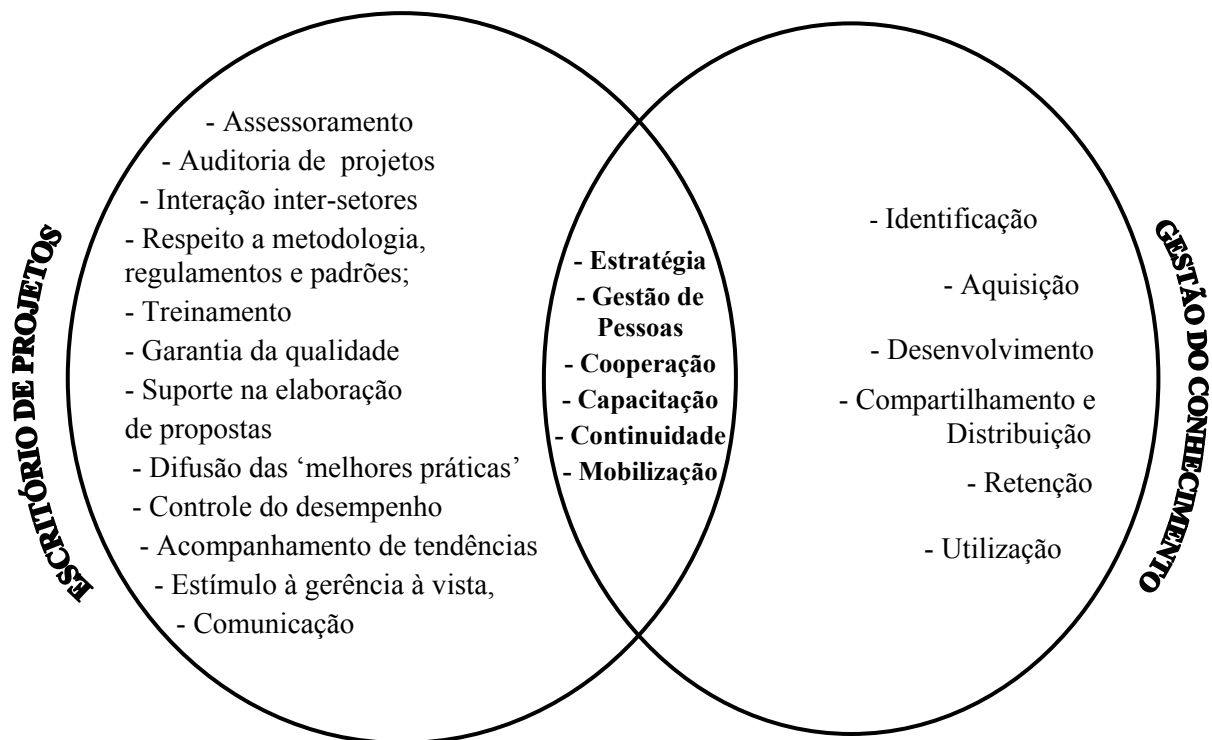 ESCRITÓRIO DE PROJETOS
- Assessoramento
- Auditoria de projetos
- Interação inter-setores
- Respeito a metodologia,
regulamentos e padrões;
- Treinamento
- Garantia da qualidade
- Suporte na elaboração
de propostas
- Difusão das ‘melhores práticas’
- Controle do desempenho
- Acompanhamento de tendências
- Estímulo à gerência à vista,
- Comunicação
- Estratégia
- Gestão de
Pessoas
- Cooperação
- Capacitação
- Continuidade
- Mobilização
- Identificação
- Aquisição
- Desenvolvimento
- Compartilhamento e
Distribuição
- Retenção
- Utilização
GESTÃO DO CONHECIMENTO